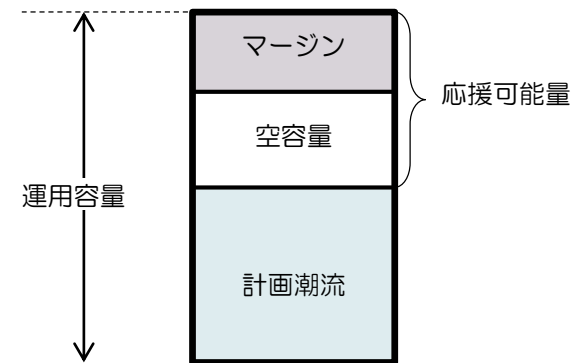 マージン
応援可能量
空容量
運用容量
計画潮流